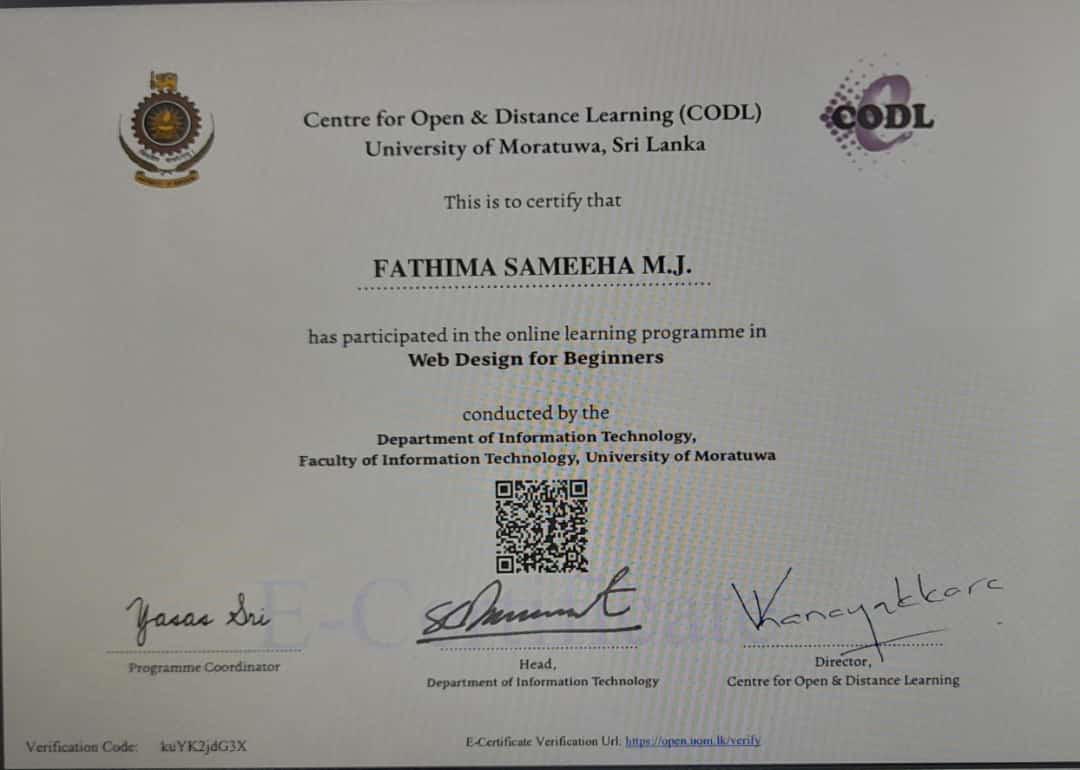 Centre for Open & Distance Learning (CODL)
University of Moratuwa, Sri Lanka
CODL
This is to certify that
FATHIMA SAMEEHA M.J.
has participated in the online learning programme in
Web Design for Beginners
conducted by the
Department of Information Technology,
Faculty of Information Technology, University of Moratuwa
E-Certificate
Yasas Sri
Programme Coordinator
Head,
Department of Information Technology
Director,
Centre for Open & Distance Learning
Verification Code: kuYK2jdG3X
E-Certificate Verification Url: https://open.uom.lk/verify